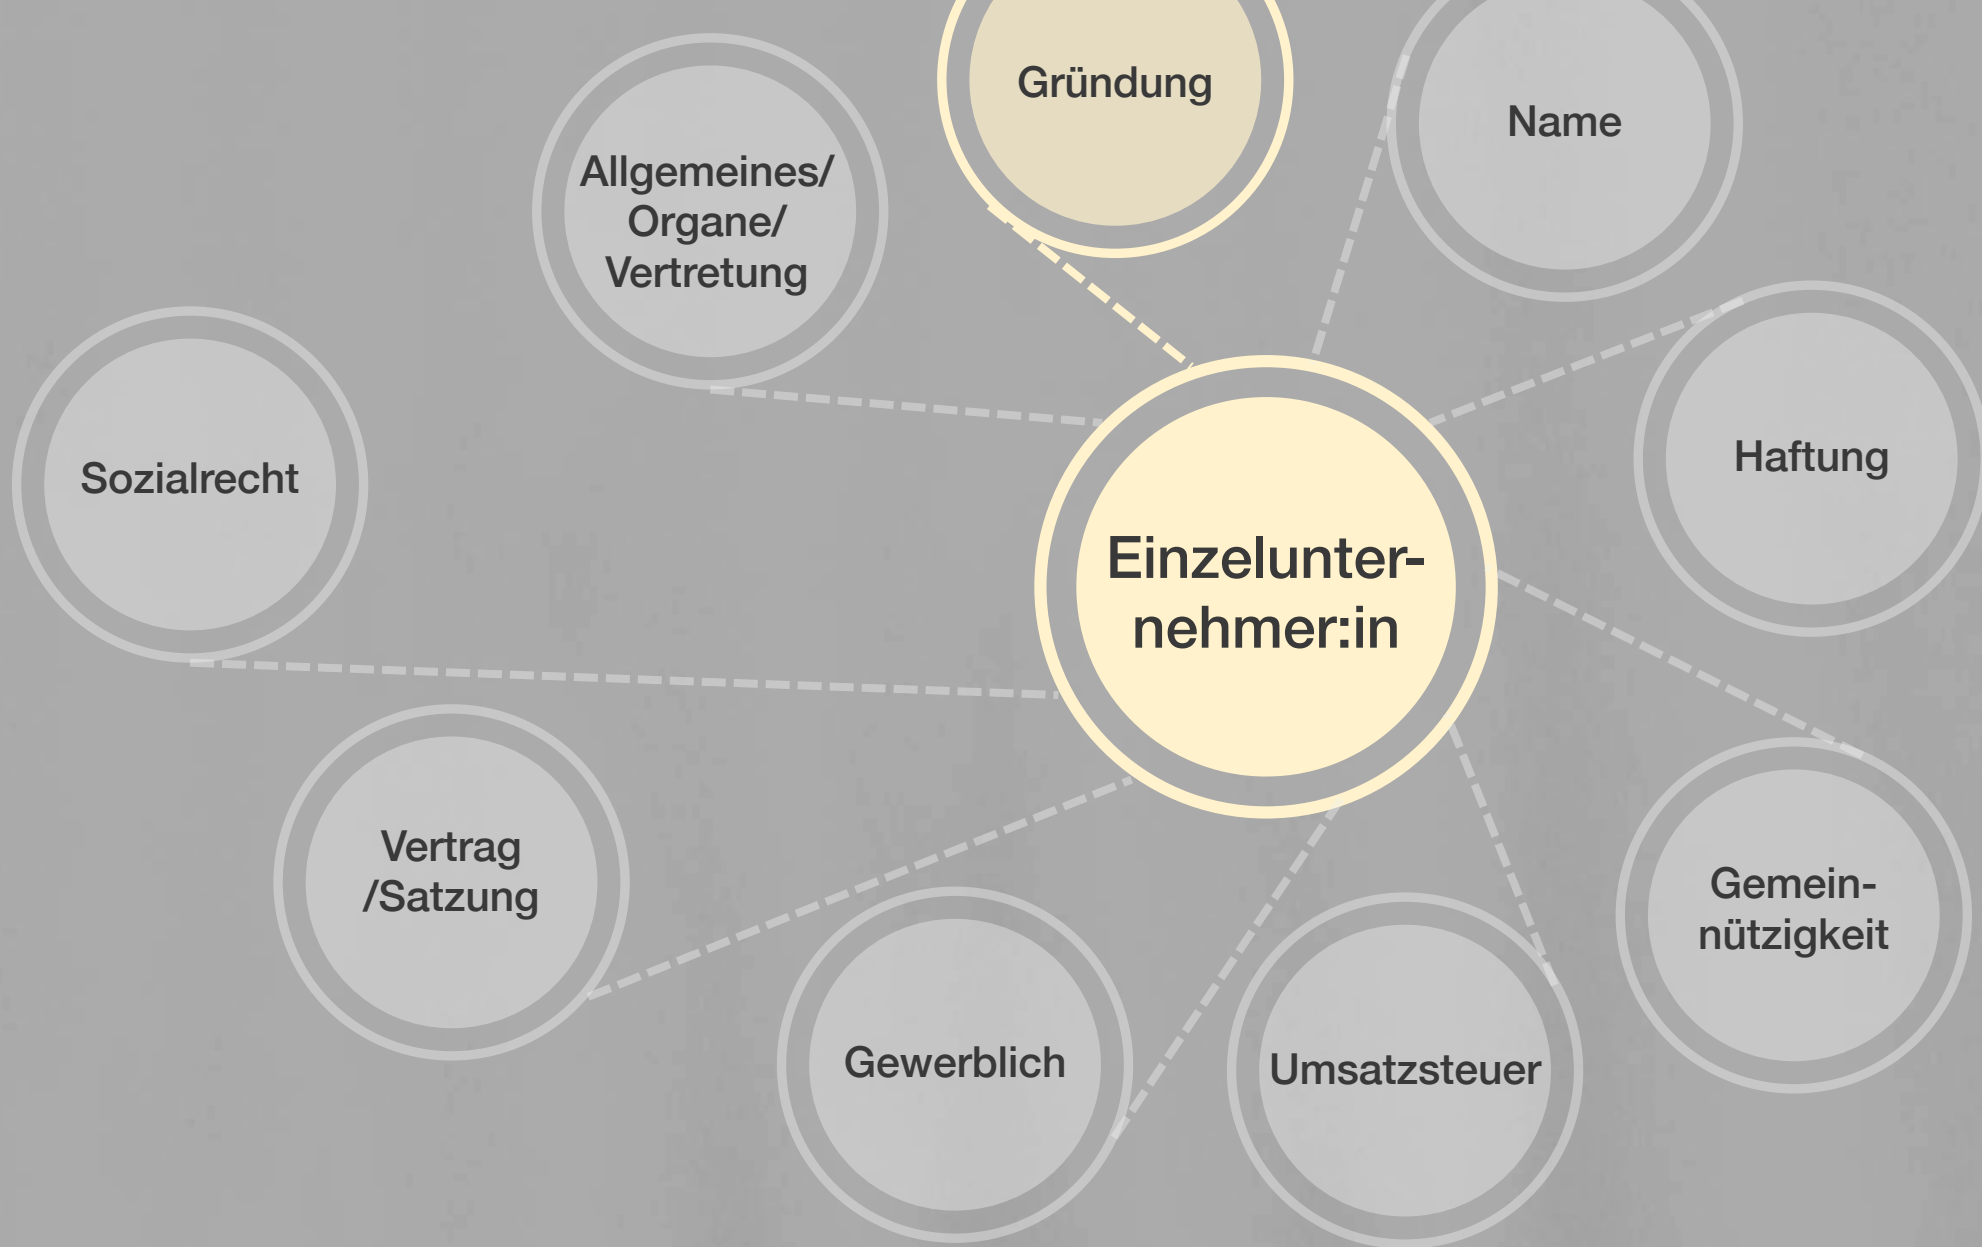 Gründung
Name
Allgemeines/
Organe/
Vertretung
Haftung
Sozialrecht
Einzelunter-
nehmer:in
Vertrag
/Satzung
Gemein-
nützigkeit
Gewerblich
Umsatzsteuer